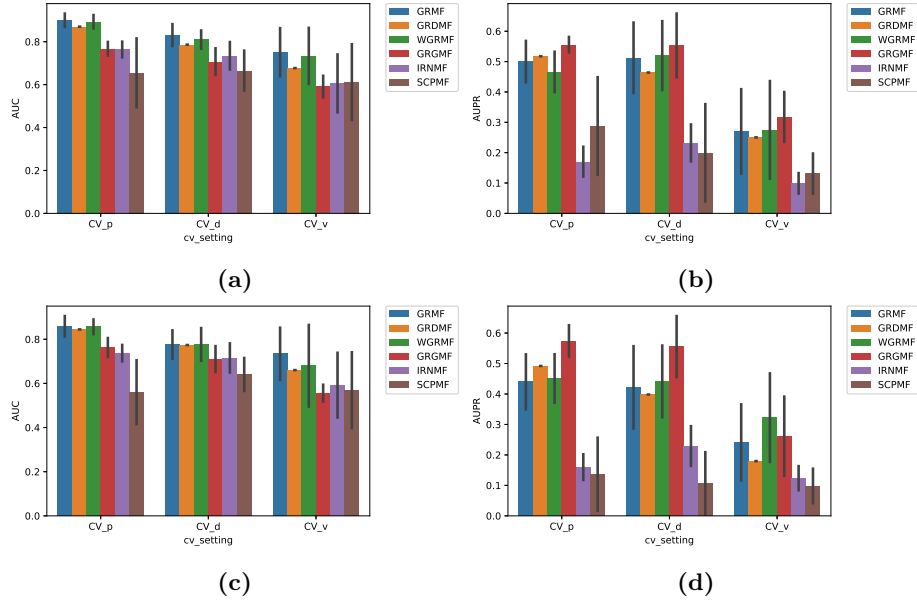 AUC
0.8
0.6
0.4
0.2
0.0
CV_p CV_d CV_v
cv_setting
GRMF
GRDMF
WGRMF
GRGMF
IRNMF
SCPMF
(a)
AUPR
0.6
0.5
0.4
0.3
0.2
0.1
0.0
CV_p CV_d CV_v
cv_setting
GRMF
GRDMF
WGRMF
GRGMF
IRNMF
SCPMF
(b)
AUC
0.8
0.6
0.4
0.2
0.0
CV_p CV_d CV_v
cv_setting
GRMF
GRDMF
WGRMF
GRGMF
IRNMF
SCPMF
(c)
AUPR
0.6
0.5
0.4
0.3
0.2
0.1
0.0
CV_p CV_d CV_v
cv_setting
GRMF
GRDMF
WGRMF
GRGMF
IRNMF
SCPMF
(d)